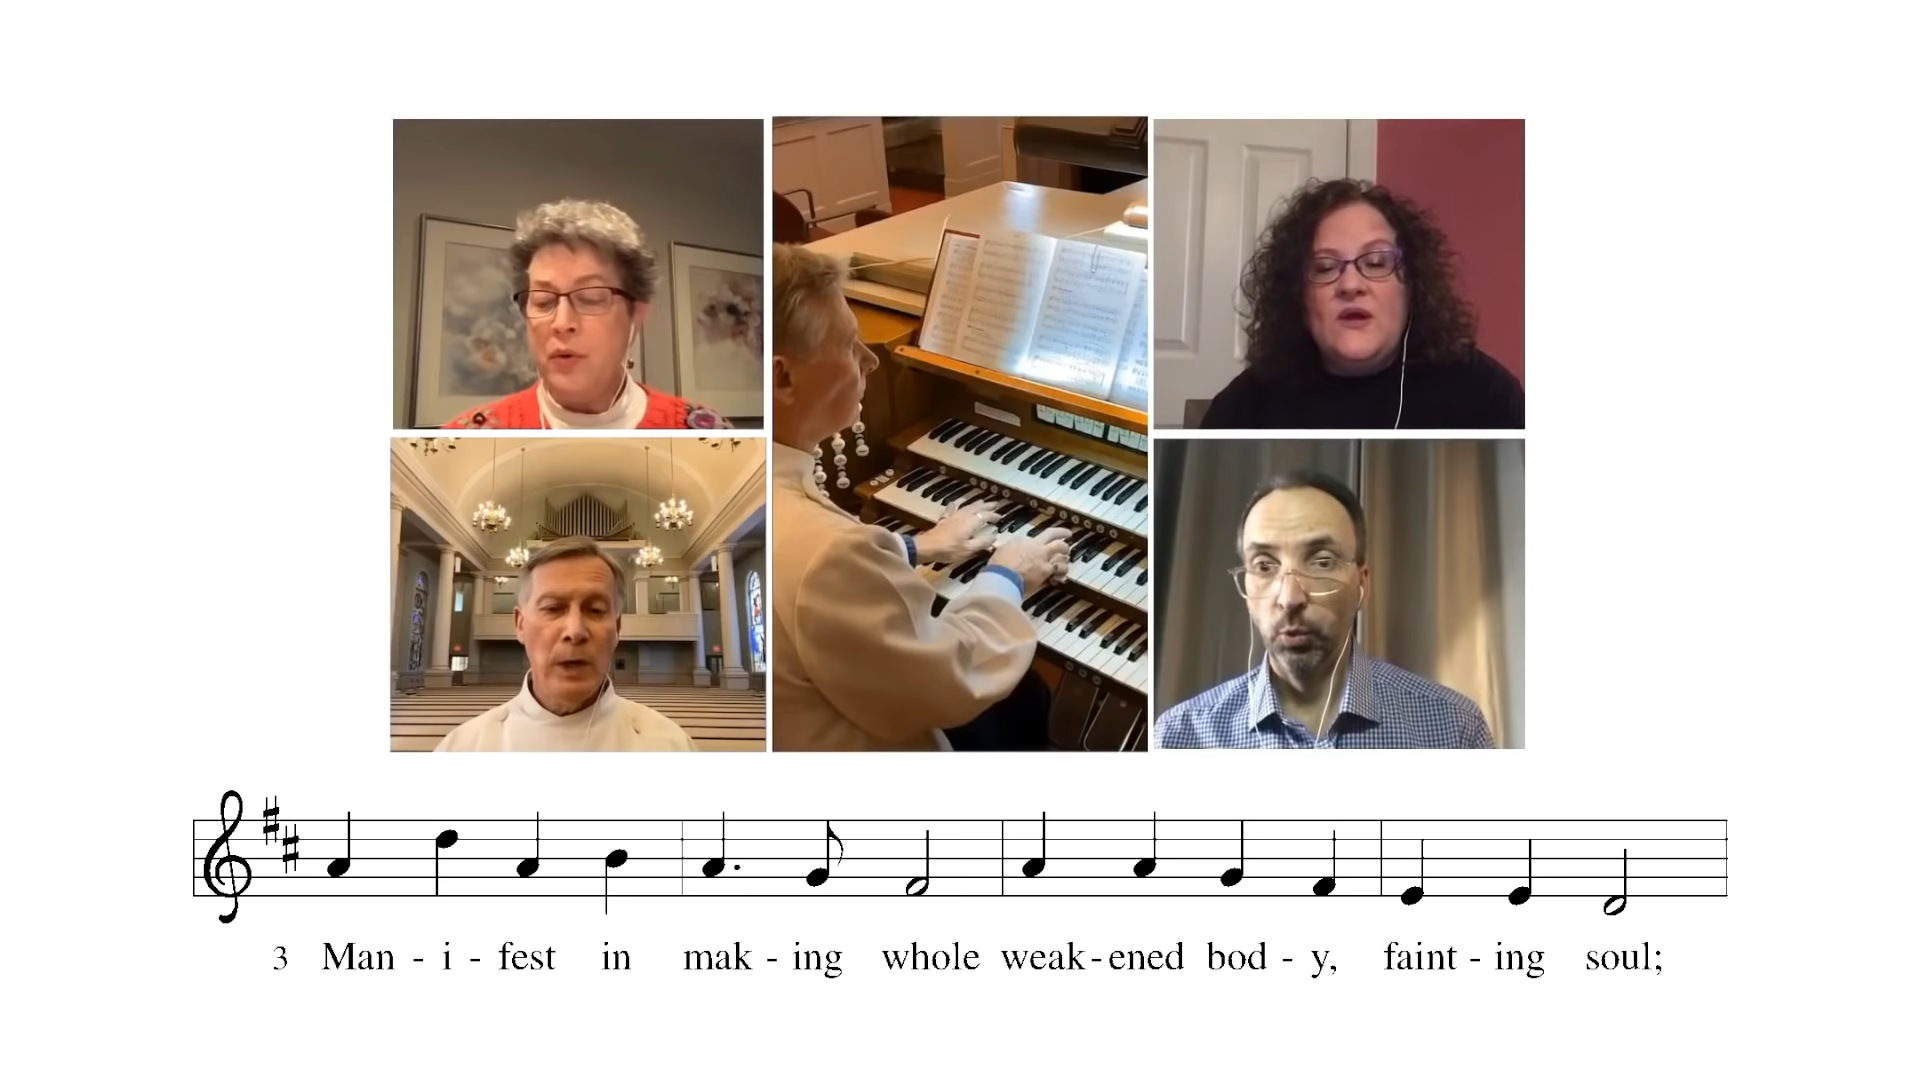 3 Man - i - fest in mak - ing whole weak - ened bod - y, faint - ing soul;